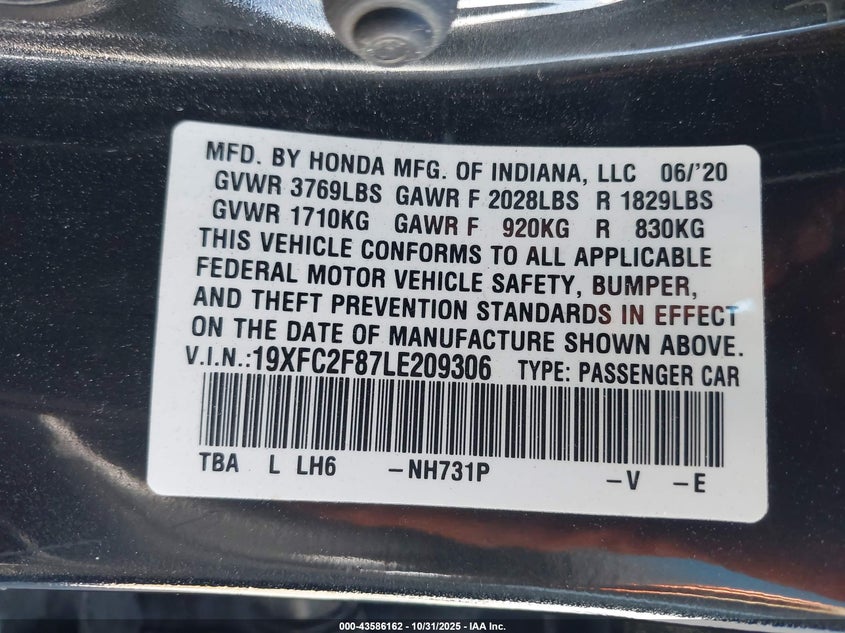 MFD. BY HONDA MFG. OF INDIANA, LLC 06/'20
GVWR 3769LBS GAWR F 2028LBS R 1829LBS
GVWR 1710KG GAWR F 920KG R 830KG
THIS VEHICLE CONFORMS TO ALL APPLICABLE
FEDERAL MOTOR VEHICLE SAFETY, BUMPER,
AND THEFT PREVENTION STANDARDS IN EFFECT
ON THE DATE OF MANUFACTURE SHOWN ABOVE.
V.I.N.:19XFC2F87LE209306 TYPE: PASSENGER CAR
TBA L LH6 -NH731P -V -E
000-43586162 - 10/31/2025 - IAA, Inc.